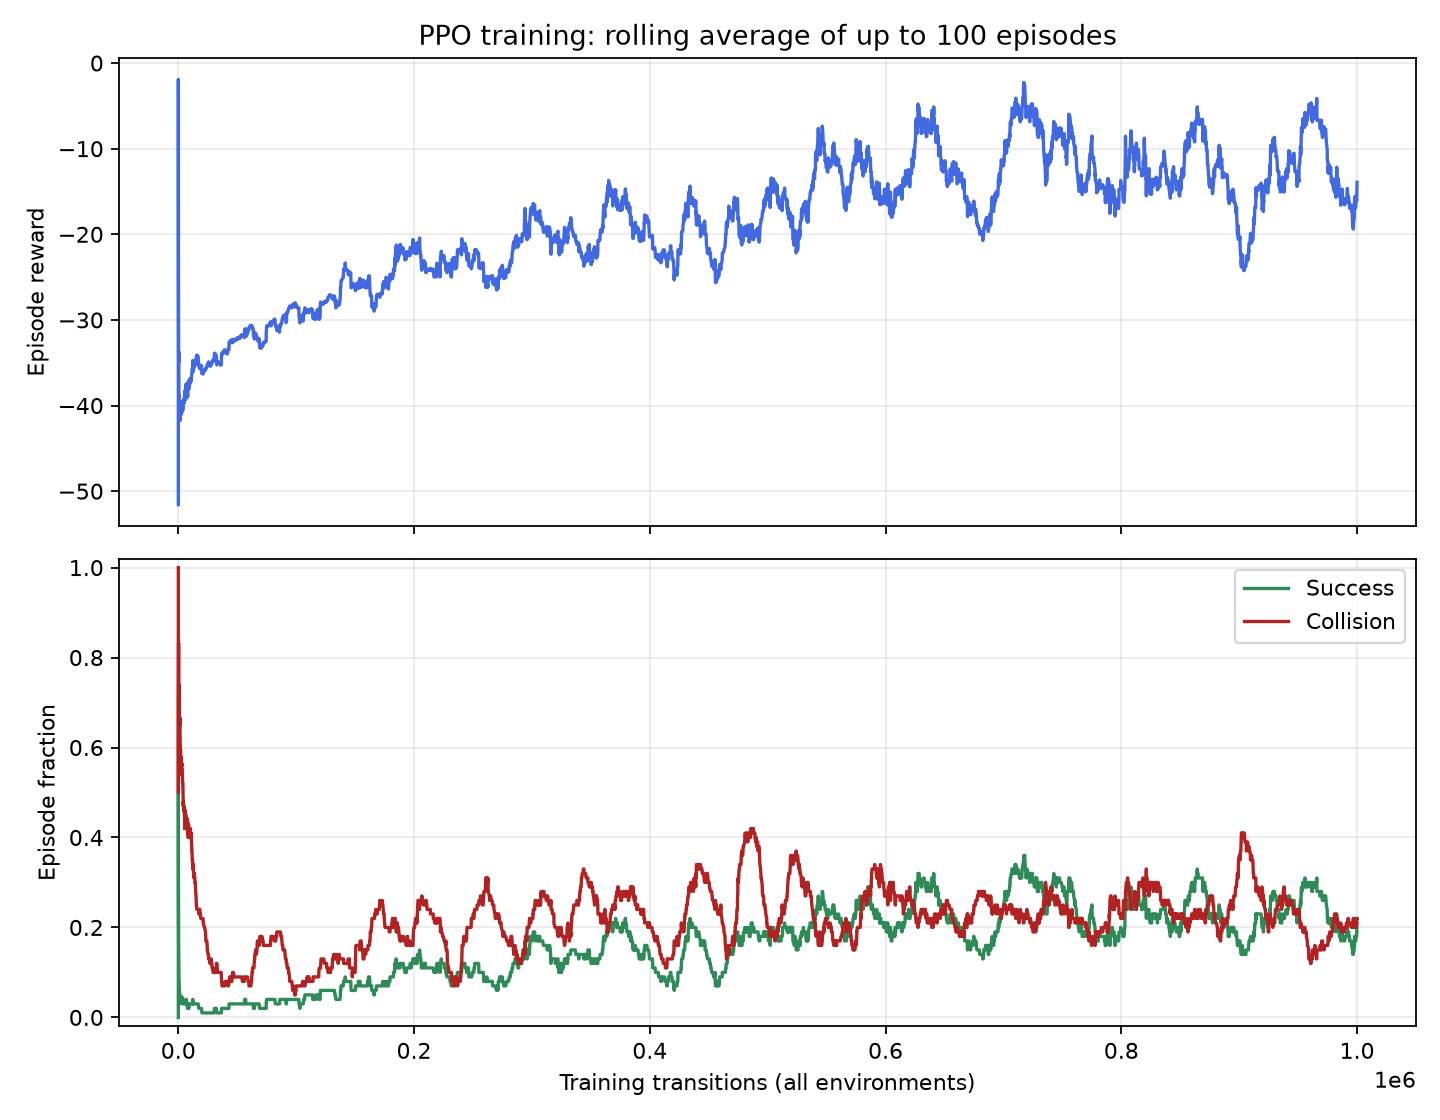 PPO training: rolling average of up to 100 episodes
Episode reward
0
−10
−20
−30
−40
−50
Episode fraction
1.0
0.8
0.6
0.4
0.2
0.0
Success
Collision
0.0 0.2 0.4 0.6 0.8 1.0
1e6
Training transitions (all environments)